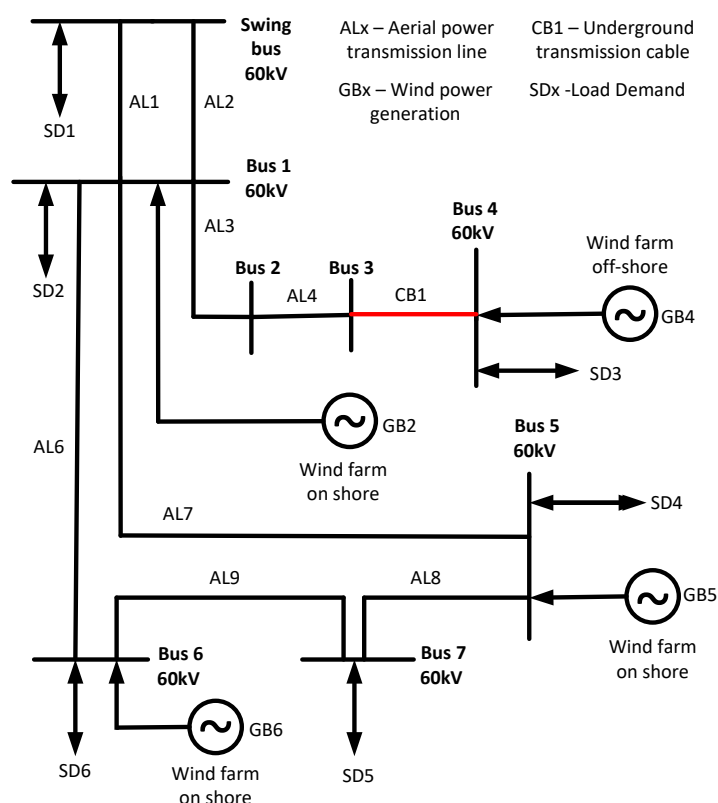 Swing
bus
60kV
ALx – Aerial power
transmission line
CB1 – Underground
transmission cable
GBx – Wind power
generation
SDx -Load Demand
SD1
AL1
AL2
Bus 1
60kV
SD2
AL3
Bus 2
Bus 3
AL4
CB1
Bus 4
60kV
Wind farm
off-shore
GB4
SD3
GB2
Wind farm
on shore
Bus 5
60kV
AL6
AL7
SD4
AL9
AL8
GB5
Wind farm
on shore
Bus 6
60kV
Bus 7
60kV
GB6
SD6
Wind farm
on shore
SD5